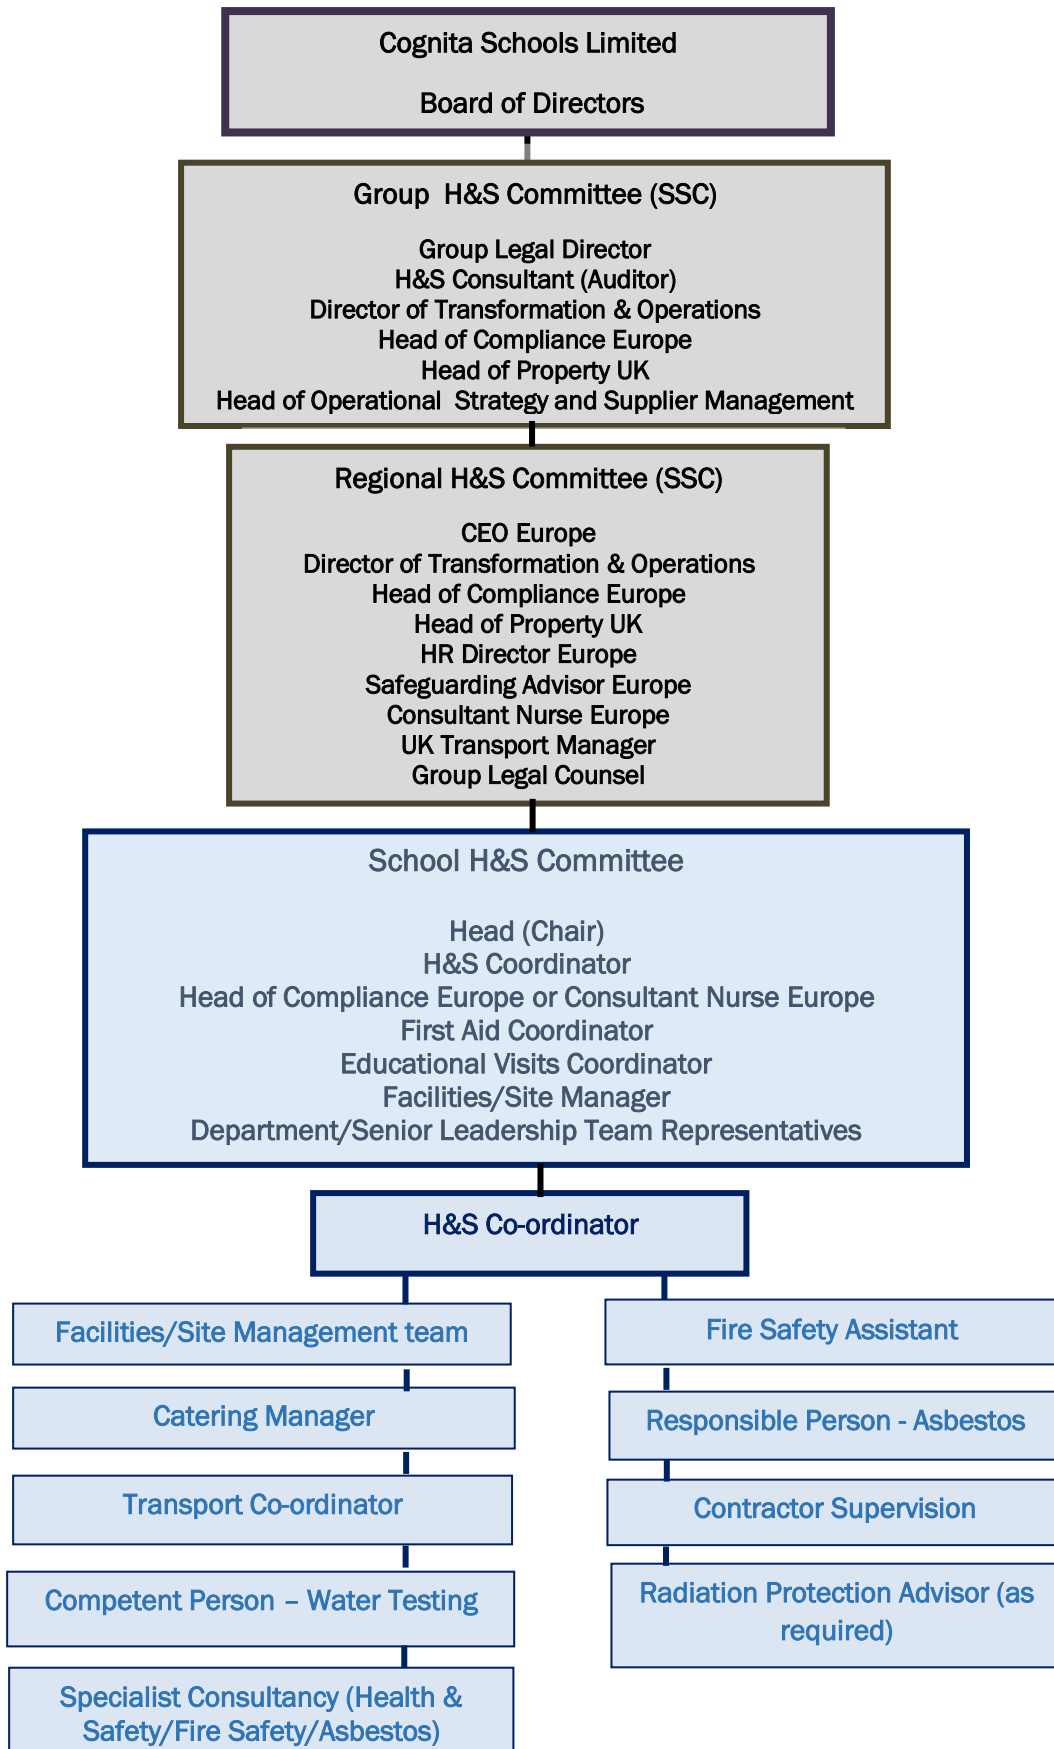 Cognita Schools Limited
Board of Directors
Group H&S Committee (SSC)
Group Legal Director
H&S Consultant (Auditor)
Director of Transformation & Operations
Head of Compliance Europe
Head of Property UK
Head of Operational Strategy and Supplier Management
Regional H&S Committee (SSC)
CEO Europe
Director of Transformation & Operations
Head of Compliance Europe
Head of Property UK
HR Director Europe
Safeguarding Advisor Europe
Consultant Nurse Europe
UK Transport Manager
Group Legal Counsel
School H&S Committee
Head (Chair)
H&S Coordinator
Head of Compliance Europe or Consultant Nurse Europe
First Aid Coordinator
Educational Visits Coordinator
Facilities/Site Manager
Department/Senior Leadership Team Representatives
H&S Co-ordinator
Facilities/Site Management team
Catering Manager
Transport Co-ordinator
Competent Person – Water Testing
Specialist Consultancy (Health &
Safety/Fire Safety/Asbestos)
Fire Safety Assistant
Responsible Person - Asbestos
Contractor Supervision
Radiation Protection Advisor (as
required)